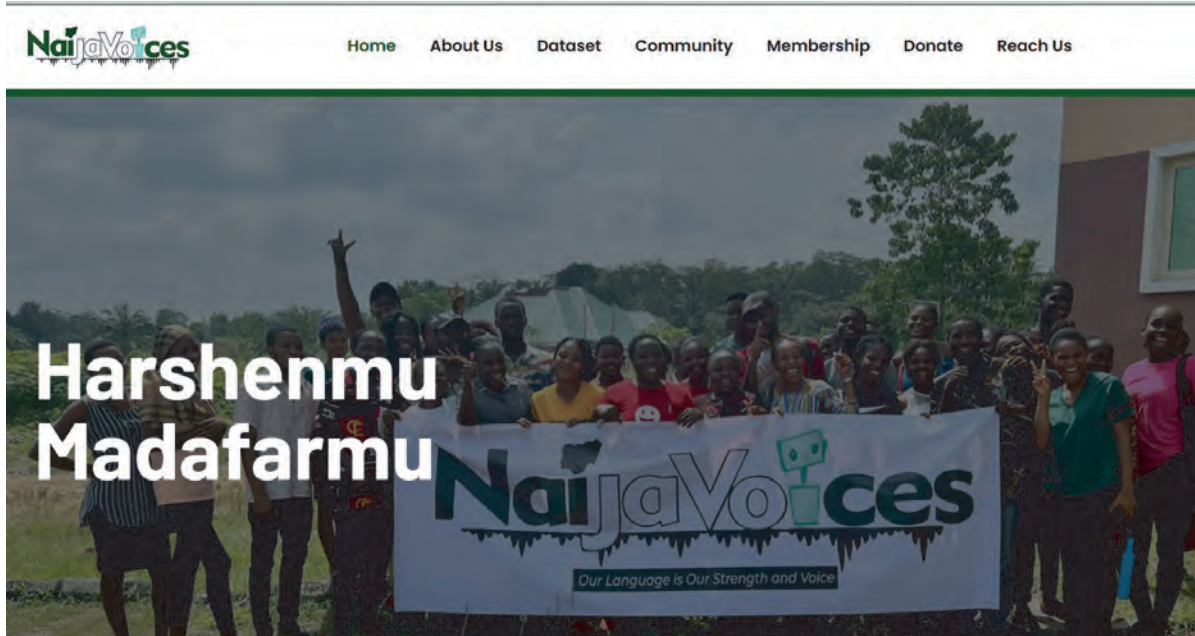 NaijaVoices
Home About Us Dataset Community Membership Donate Reach Us
Harshenmu
Madafarmu
NaijaVoices
Our Language is Our Strength and Voice